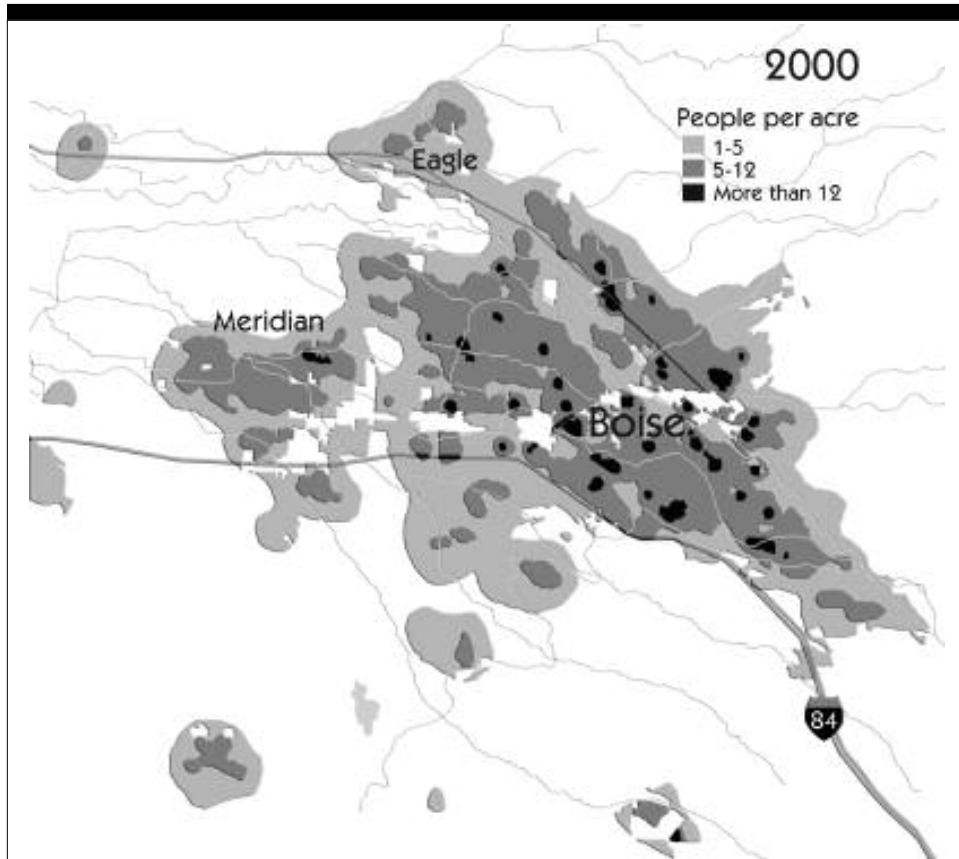 2000
People per acre
1-5
5-12
More than 12
Eagle
Meridian
Boise
84